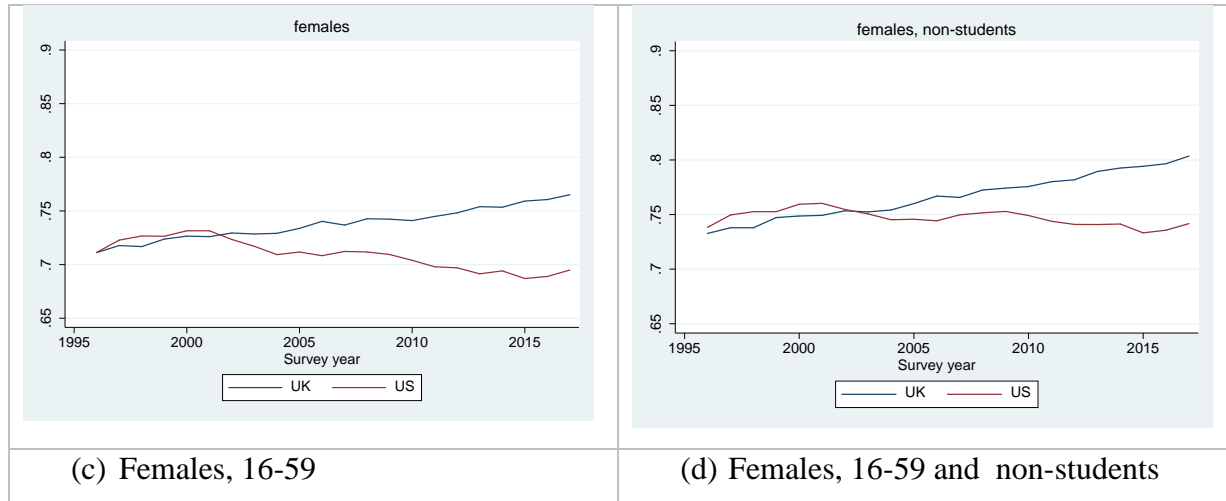 females
.9
.85
.8
.75
.7
.65
1995 2000 2005 2010 2015
Survey year
UK US
(c) Females, 16-59
females, non-students
.9
.85
.8
.75
.7
.65
1995 2000 2005 2010 2015
Survey year
UK US
(d) Females, 16-59 and non-students